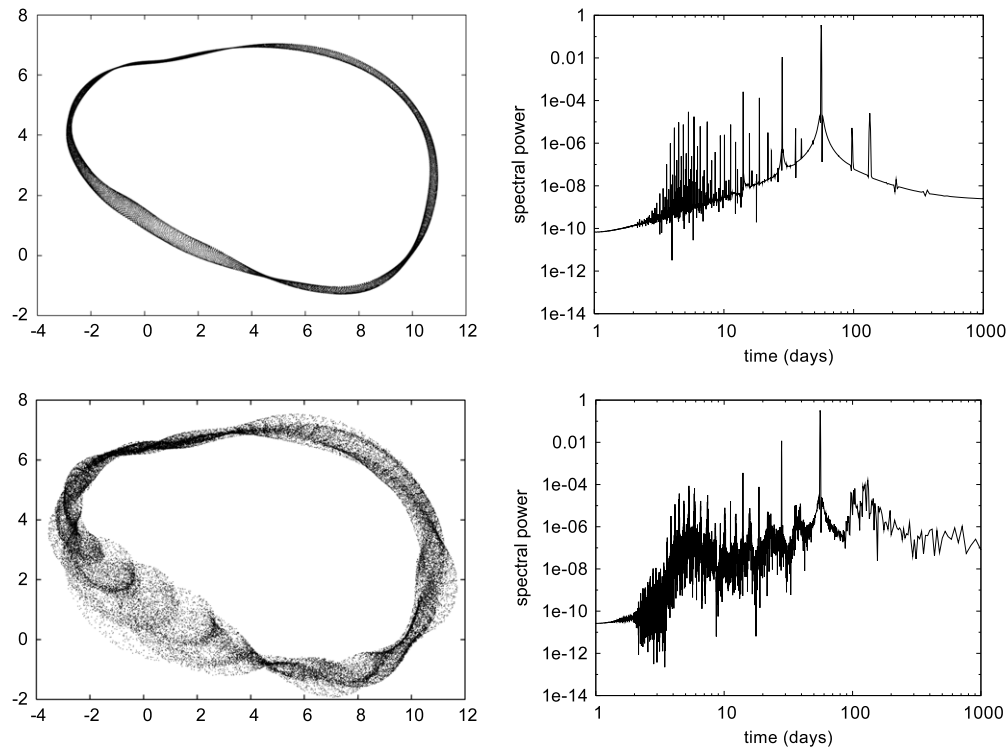 8
6
4
2
0
-2
-4 -2 0 2 4 6 8 10 12
spectral power
1
0.01
1e-04
1e-06
1e-08
1e-10
1e-12
1e-14
1 10 100 1000
time (days)
8
6
4
2
0
-2
-4 -2 0 2 4 6 8 10 12
spectral power
1
0.01
1e-04
1e-06
1e-08
1e-10
1e-12
1e-14
1 10 100 1000
time (days)